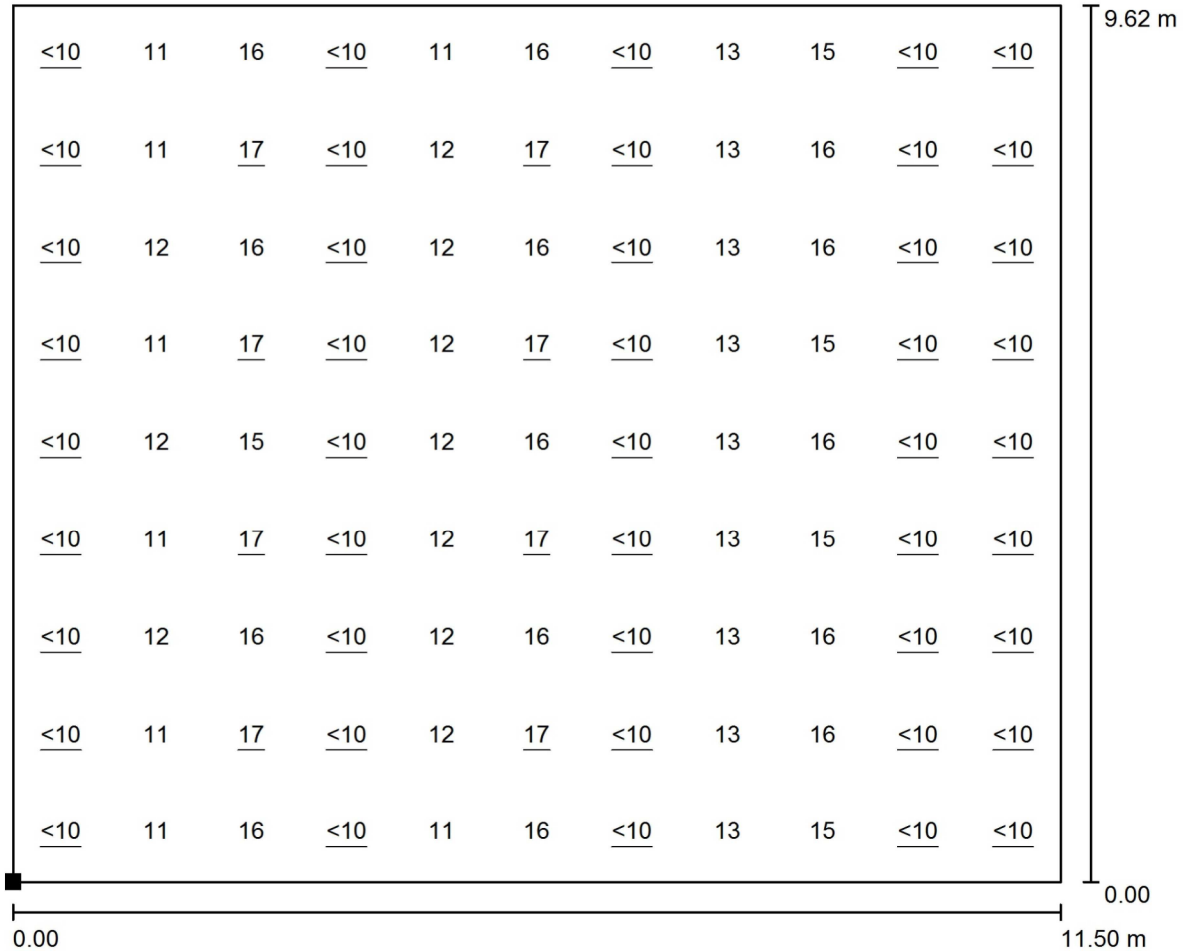 9.62 m
<10 11 16 <10 11 16 <10 13 15 <10 <10
<10 11 17 <10 12 17 <10 13 16 <10 <10
<10 12 16 <10 12 16 <10 13 16 <10 <10
<10 11 17 <10 12 17 <10 13 15 <10 <10
<10 12 15 <10 12 16 <10 13 16 <10 <10
<10 11 17 <10 12 17 <10 13 15 <10 <10
<10 12 16 <10 12 16 <10 13 16 <10 <10
<10 11 17 <10 12 17 <10 13 16 <10 <10
<10 11 16 <10 11 16 <10 13 15 <10 <10
0.00
0.00 11.50 m